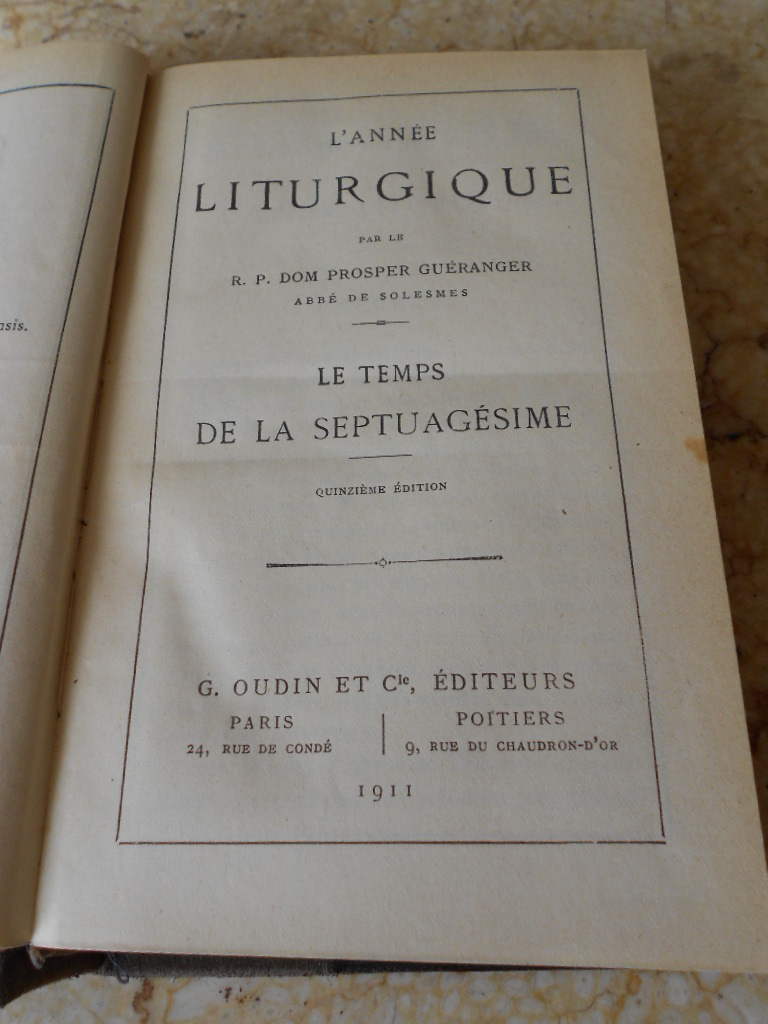 L'ANNÉE
LITURGIQUE
PAR LE
R. P. DOM PROSPER GUÉRANGER
ABBÉ DE SOLESMES
LE TEMPS
DE LA SEPTUAGÉSIME
QUINZIÈME ÉDITION
G. OUDIN ET Cie, ÉDITEURS
PARIS
24, RUE DE CONDÉ
POITIERS
9, RUE DU CHAUDRON-D'OR
1911